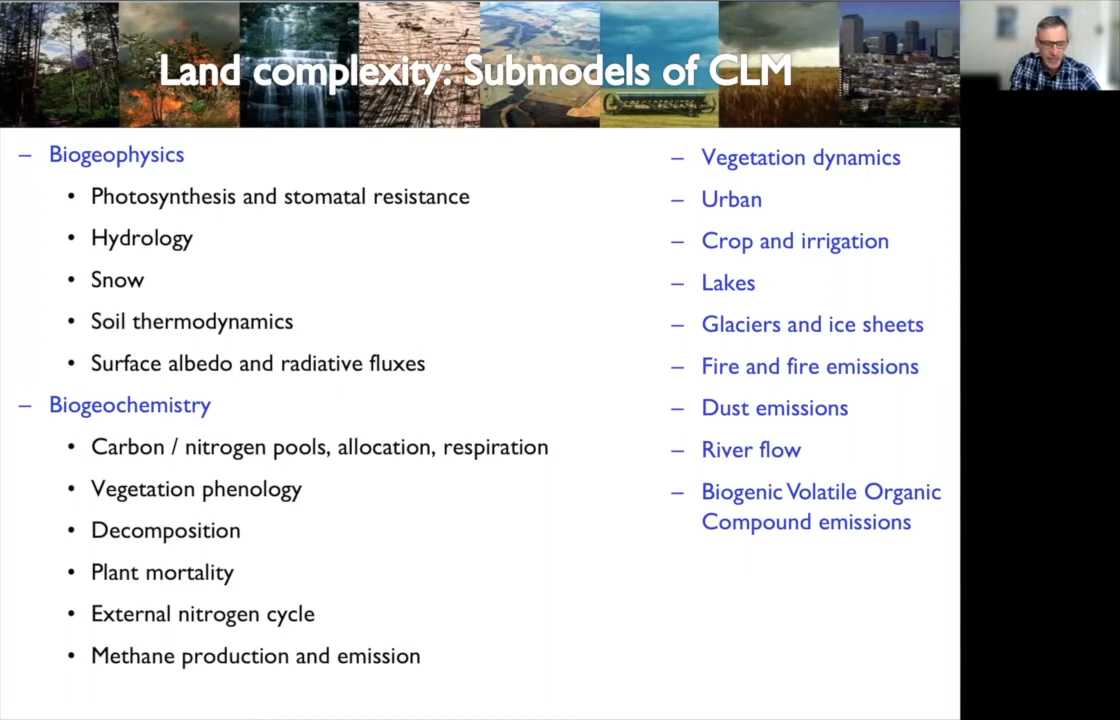 Land complexity: Submodels of CLM
– Biogeophysics
• Photosynthesis and stomatal resistance
• Hydrology
• Snow
• Soil thermodynamics
• Surface albedo and radiative fluxes
– Biogeochemistry
• Carbon / nitrogen pools, allocation, respiration
• Vegetation phenology
• Decomposition
• Plant mortality
• External nitrogen cycle
• Methane production and emission
– Vegetation dynamics
– Urban
– Crop and irrigation
– Lakes
– Glaciers and ice sheets
– Fire and fire emissions
– Dust emissions
– River flow
– Biogenic Volatile Organic
Compound emissions